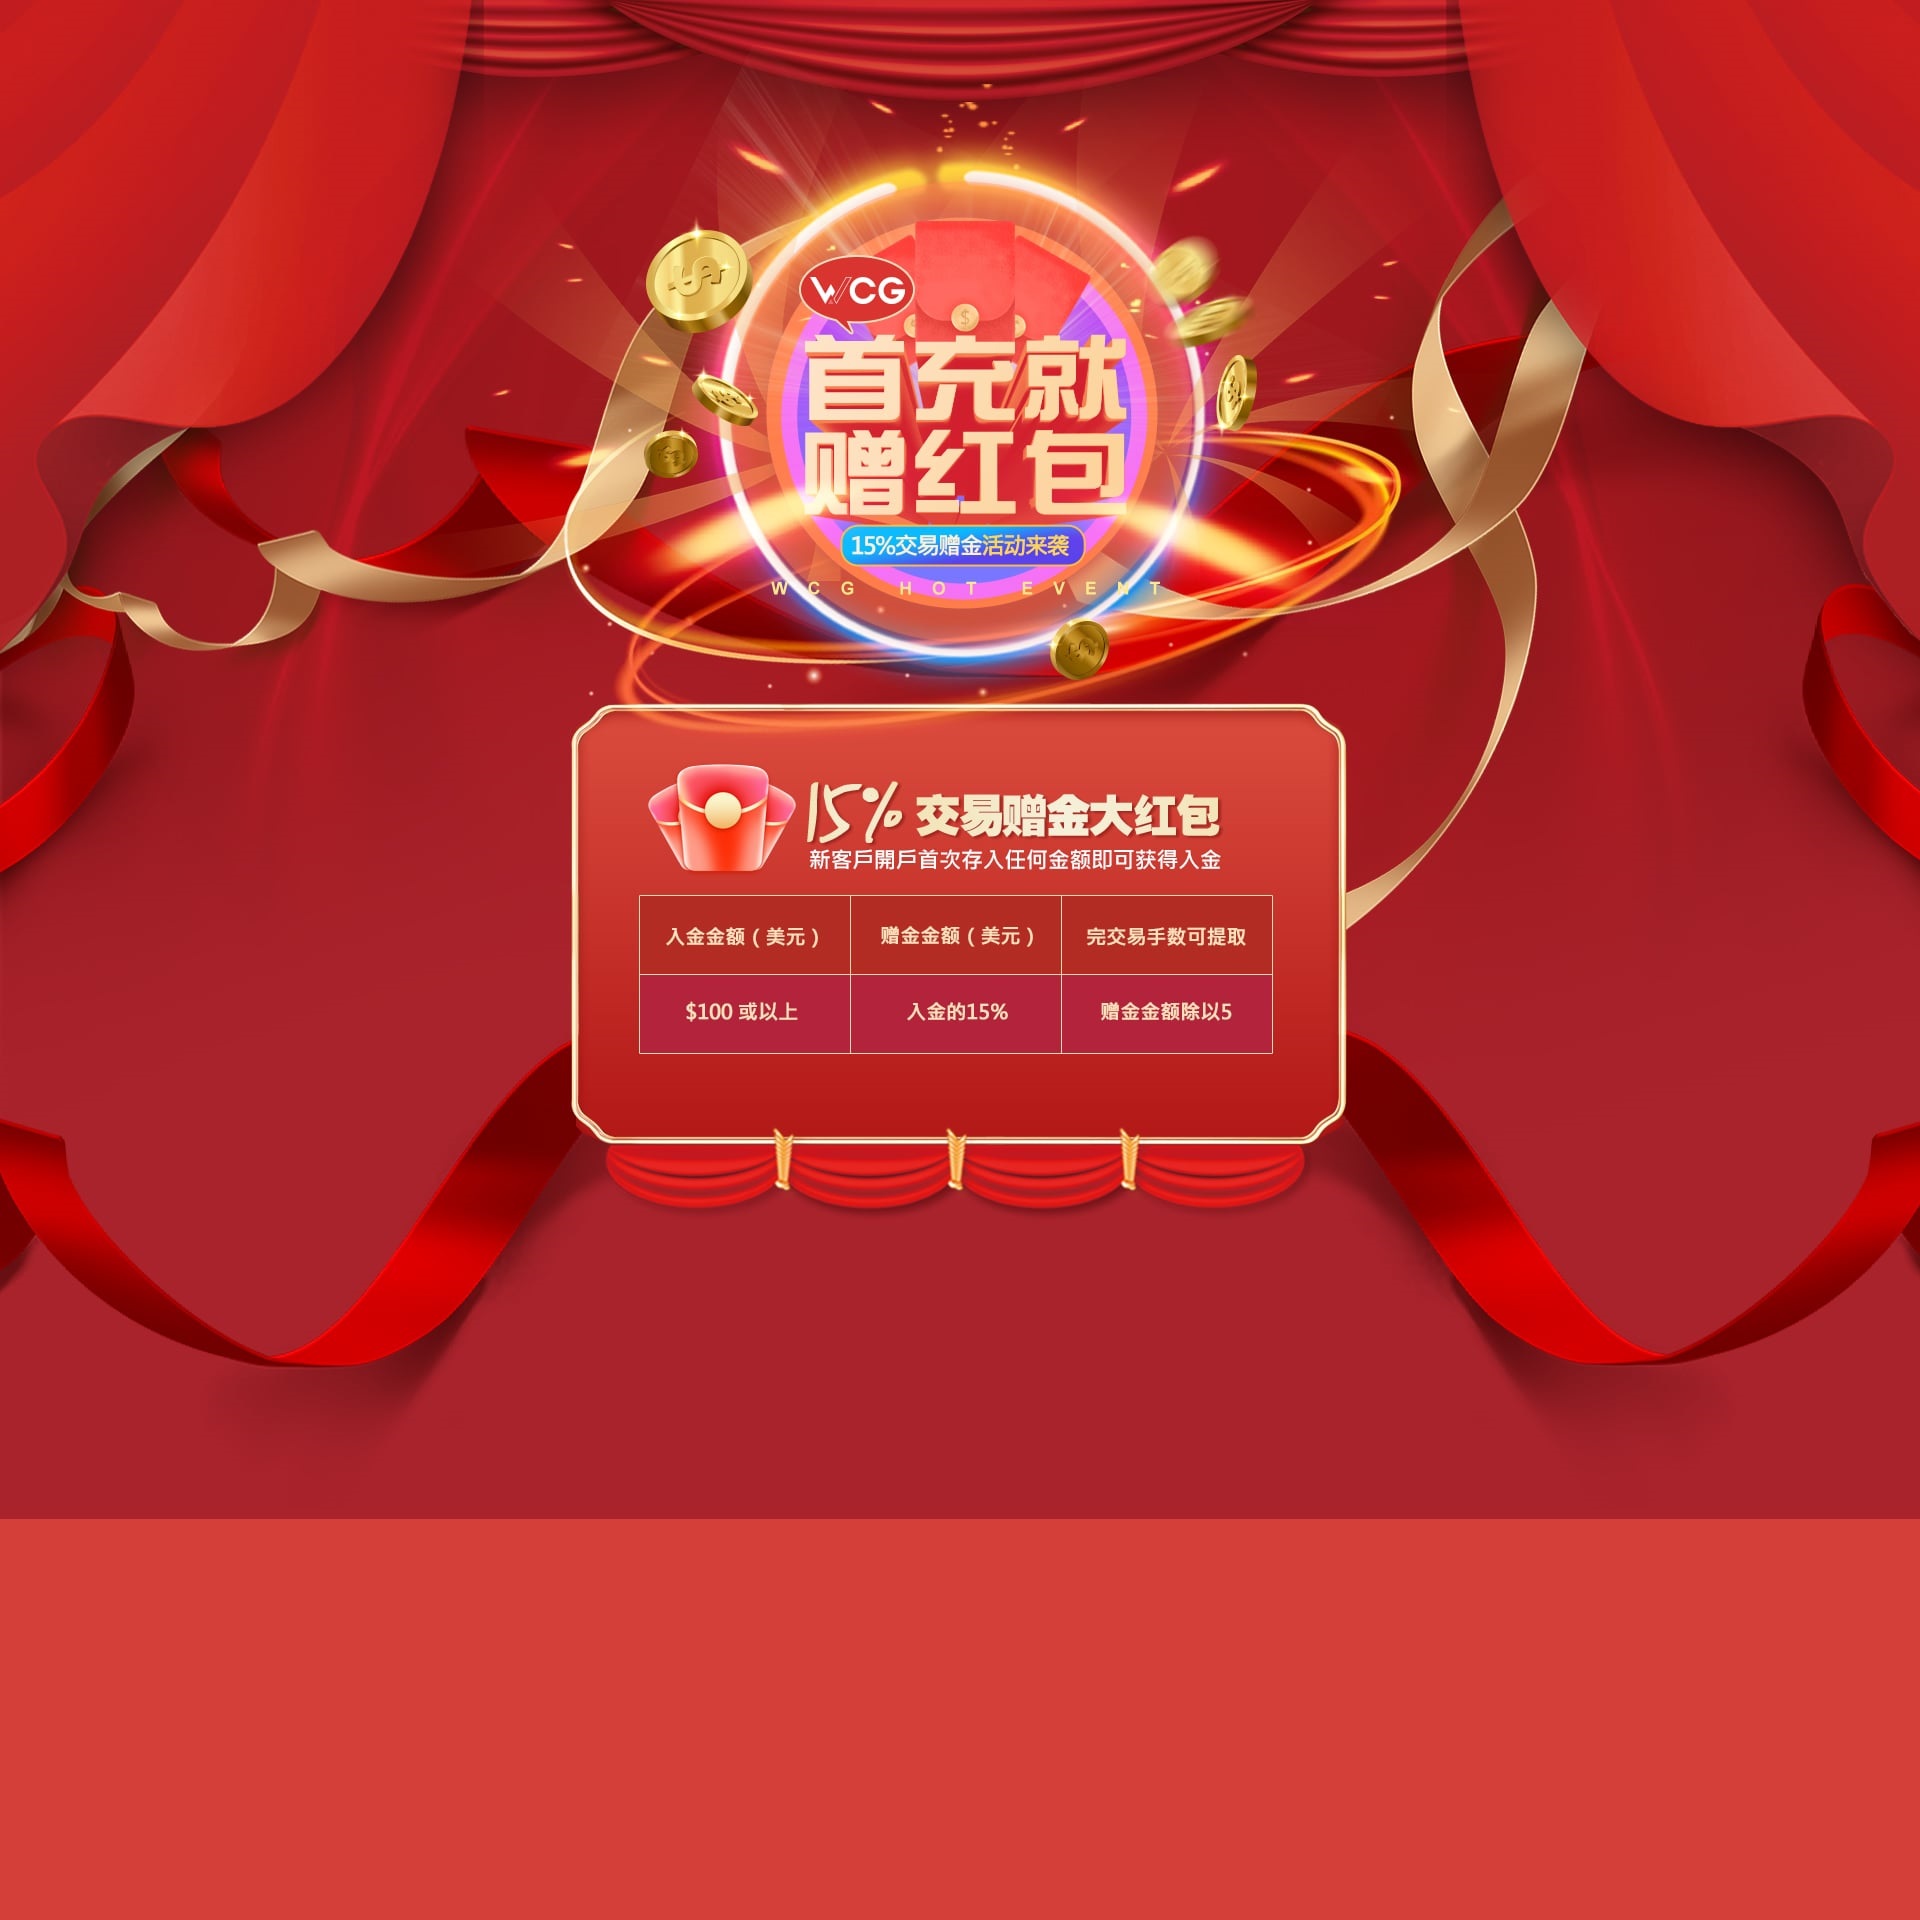 WCG
首充就
赠红包
15%交易赠金活动来袭
WCG HOT EVENT
15% 交易赠金大红包
新客戶開戶首次存入任何金额即可获得入金
入金金额（美元）
赠金金额（美元）
完交易手数可提取
$100 或以上
入金的15%
赠金金额除以5